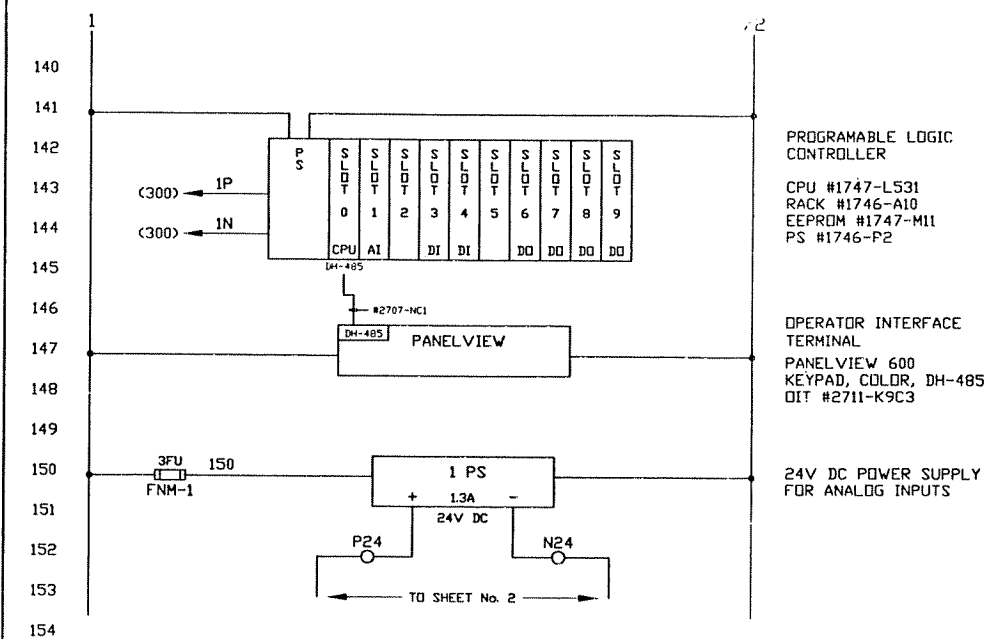 1
140
141
142
143
144
145
146
147
148
149
150
151
152
153
154
PS
SLOT 0
CPU
SLOT 1
AI
SLOT 2
SLOT 3
DI
SLOT 4
DI
SLOT 5
SLOT 6
DO
SLOT 7
DO
SLOT 8
DO
SLOT 9
DO
(300) 1P
(300) 1N
DH-485
#2707-NC1
DH-485
PANELVIEW
3FU
150
FNM-1
1 PS
+ 1.3A -
24V DC
P24
N24
TO SHEET No. 2
PROGRAMABLE LOGIC
CONTROLLER
CPU #1747-L531
RACK #1746-A10
EEPROM #1747-M11
PS #1746-P2
OPERATOR INTERFACE
TERMINAL
PANELVIEW 600
KEYPAD, COLOR, DH-485
OIT #2711-K9C3
24V DC POWER SUPPLY
FOR ANALOG INPUTS